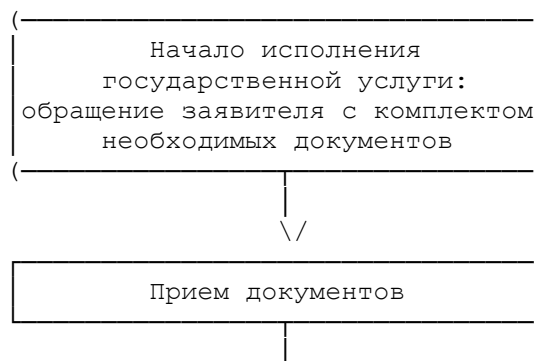 Начало исполнения
государственной услуги:
обращение заявителя с комплектом
необходимых документов
Прием документов